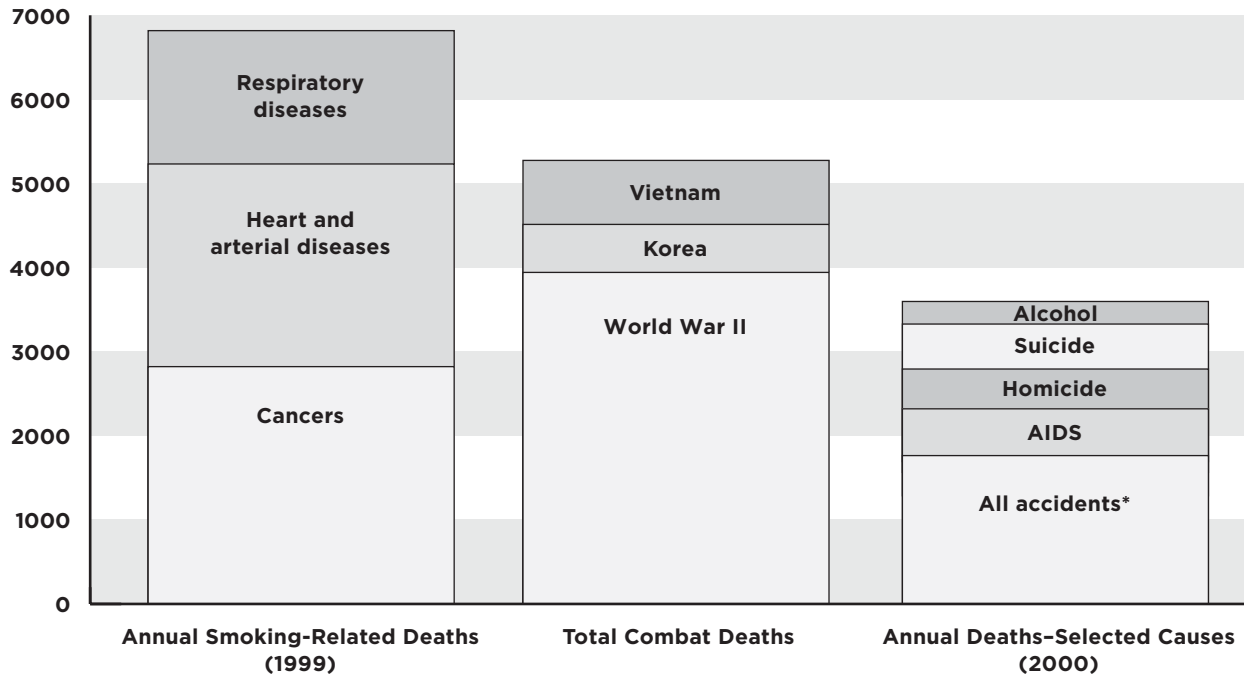 7000
6000
5000
4000
3000
2000
1000
0
Respiratory
diseases
Heart and
arterial diseases
Cancers
Vietnam
Korea
World War II
Alcohol
Suicide
Homicide
AIDS
All accidents*
Annual Smoking-Related Deaths
(1999)
Total Combat Deaths
Annual Deaths–Selected Causes
(2000)